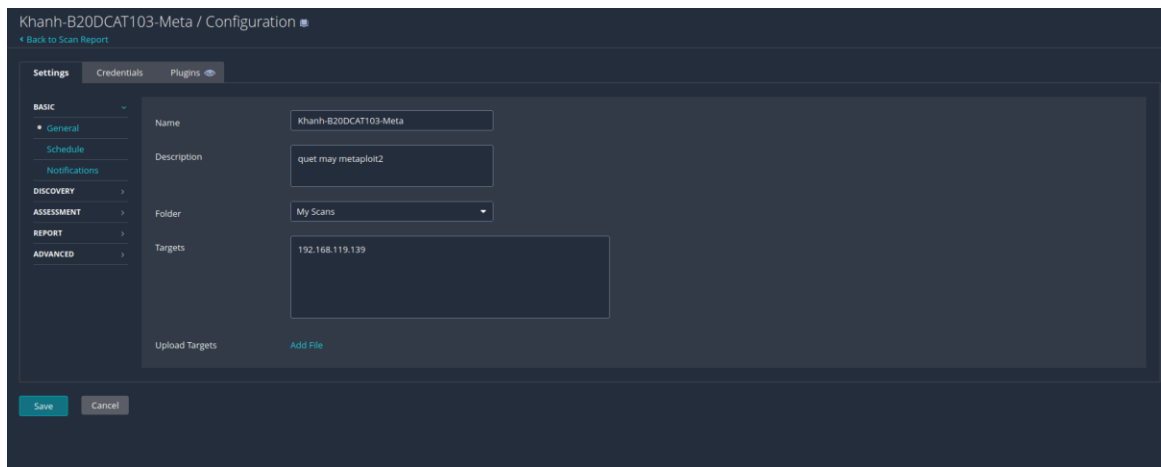 Khanh-B20DCAT103-Meta / Configuration
Back to Scan Report
Settings Credentials Plugins
BASIC
General
Schedule
Notifications
DISCOVERY
ASSESSMENT
REPORT
ADVANCED
Name Khanh-B20DCAT103-Meta
Description quet may metaploit2
Folder My Scans
Targets 192.168.119.139
Upload Targets Add File
Save Cancel